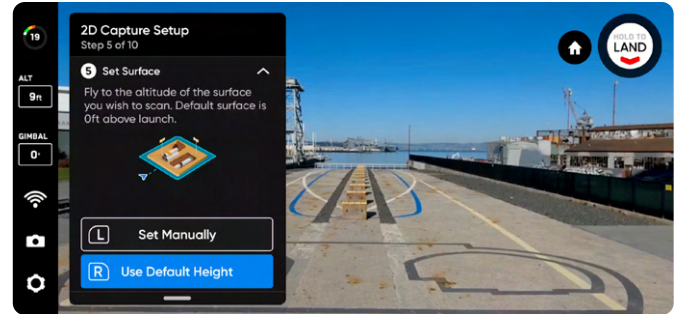 19
ALT
9ft
GIMBAL
0°
2D Capture Setup
Step 5 of 10
5 Set Surface
Fly to the altitude of the surface
you wish to scan. Default surface is
0ft above launch.
L Set Manually
R Use Default Height
HOLD TO
LAND